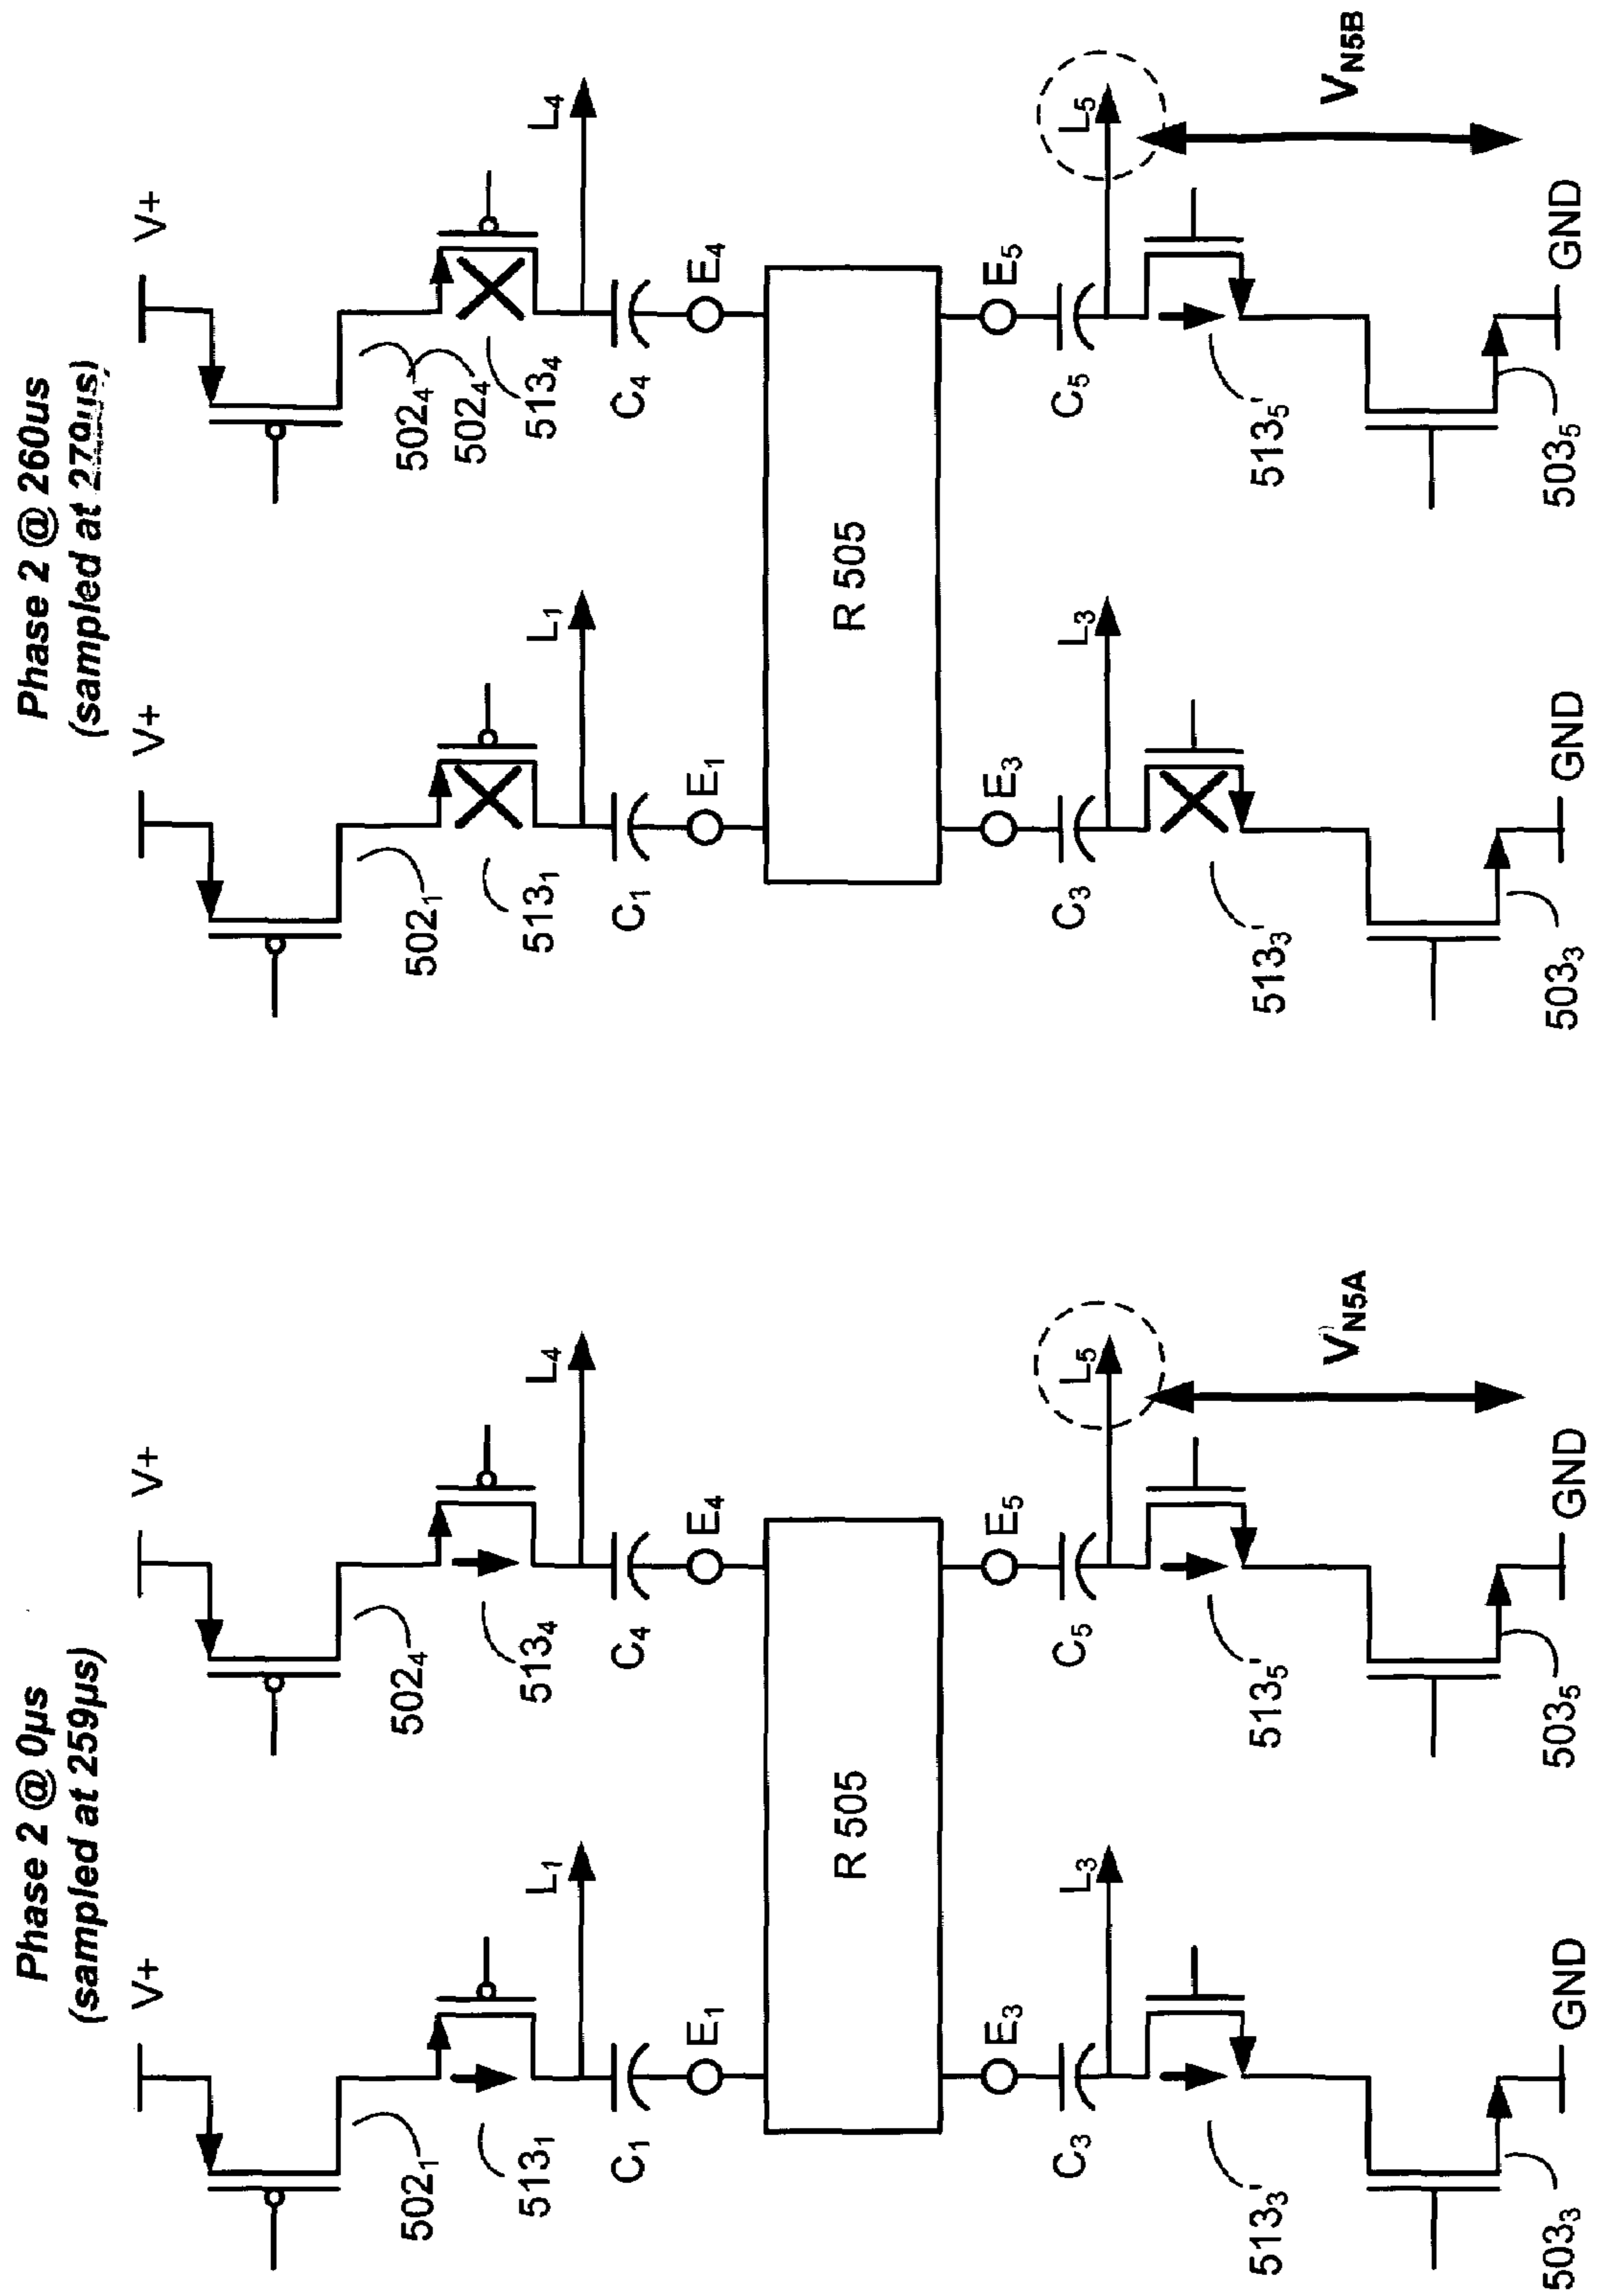 Phase 2 @ 0µs
(sampled at 259µs)
V+
V+
502₁
502₄
513₁
513₄
L₁
L₄
C₁
C₄
E₁
E₄
R 505
E₃
E₅
C₃
C₅
L₃
L₅
513₃'
513₅'
V_N5A
503₃
503₅
GND
GND
Phase 2 @ 260us
(sampled at 279us)
V+
V+
502₁
502₄
502₄
513₁
513₄
L₁
L₄
C₁
C₄
E₁
E₄
R 505
E₃
E₅
C₃
C₅
L₃
L₅
513₃'
513₅'
V_N5B
503₃
503₅
GND
GND